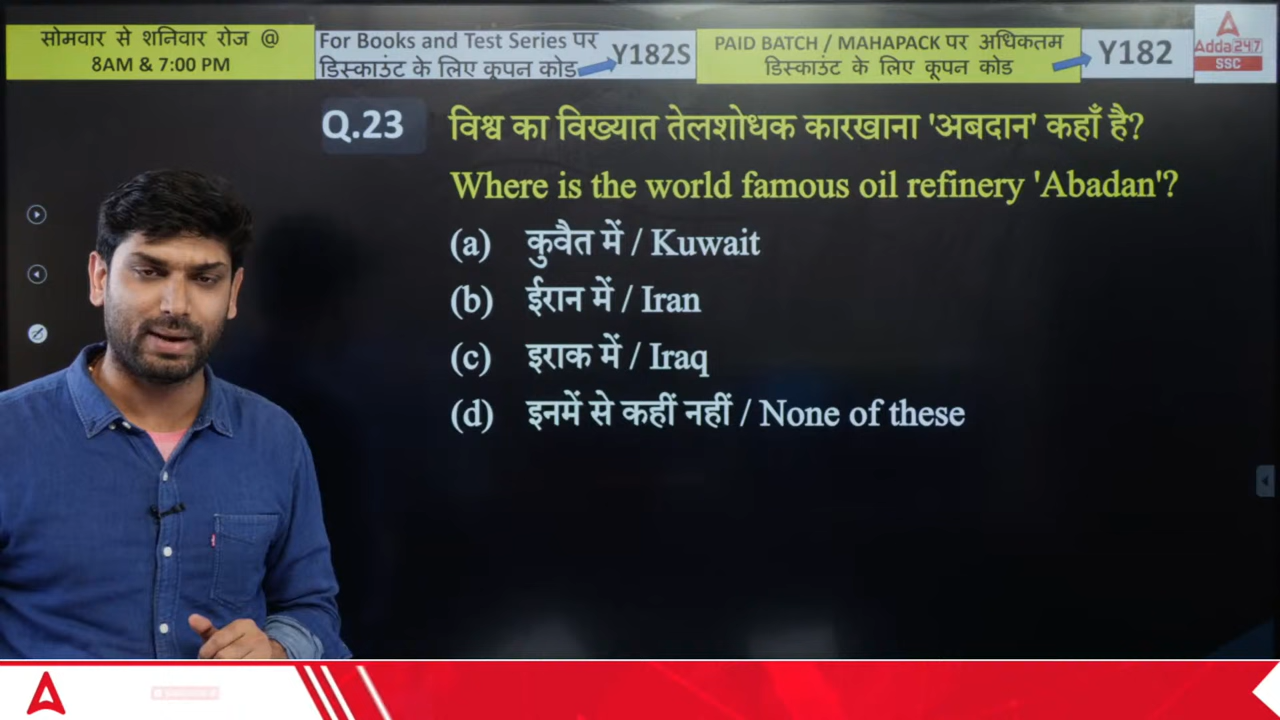 सोमवार से शनिवार रोज @
8AM & 7:00 PM
For Books and Test Series पर
डिस्काउंट के लिए कूपन कोड
Y182S
PAID BATCH / MAHAPACK पर अधिकतम
डिस्काउंट के लिए कूपन कोड
Y182
Adda247
SSC
Q.23 विश्व का विख्यात तेलशोधक कारखाना 'अबदान' कहाँ है?
Where is the world famous oil refinery 'Abadan'?
(a) कुवैत में / Kuwait
(b) ईरान में / Iran
(c) इराक में / Iraq
(d) इनमें से कहीं नहीं / None of these